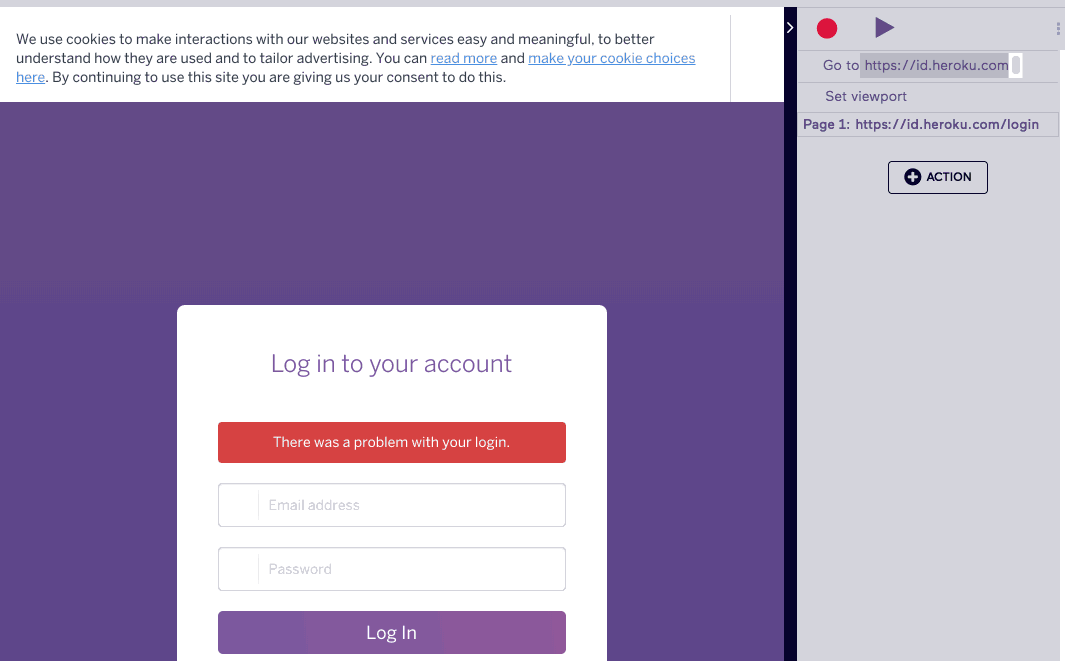 We use cookies to make interactions with our websites and services easy and meaningful, to better
understand how they are used and to tailor advertising. You can read more and make your cookie choices
here. By continuing to use this site you are giving us your consent to do this.
Log in to your account
There was a problem with your login.
Email address
Password
Log In
Go to https://id.heroku.com
Set viewport
Page 1: https://id.heroku.com/login
ACTION